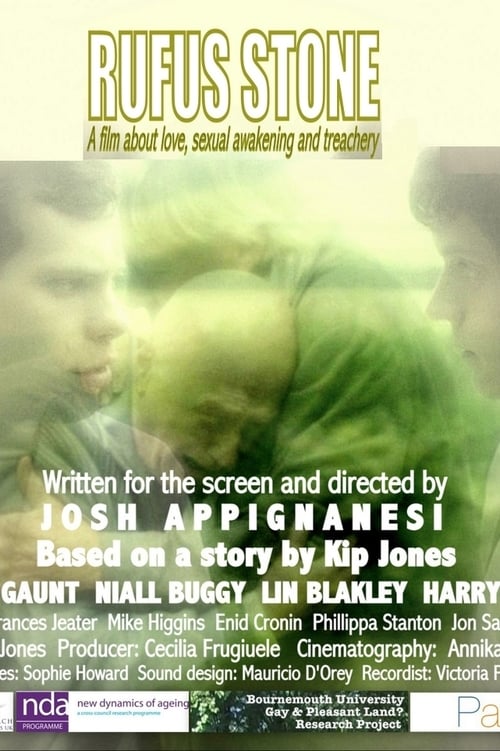 RUFUS STONE
A film about love, sexual awakening and treachery
Written for the screen and directed by
JOSH APPIGNANESI
Based on a story by Kip Jones
GAUNT NIALL BUGGY LIN BLAKLEY HARRY
rances Jeater Mike Higgins Enid Cronin Phillippa Stanton Jon Sa
Jones Producer: Cecilia Frugiuele Cinematography: Annika
es: Sophie Howard Sound design: Mauricio D'Orey Recordist: Victoria F
ACH
S UK
nda
PROGRAMME
new dynamics of ageing
a cross-council research programme
Bournemouth University
Gay & Pleasant Land?
Research Project
Pa